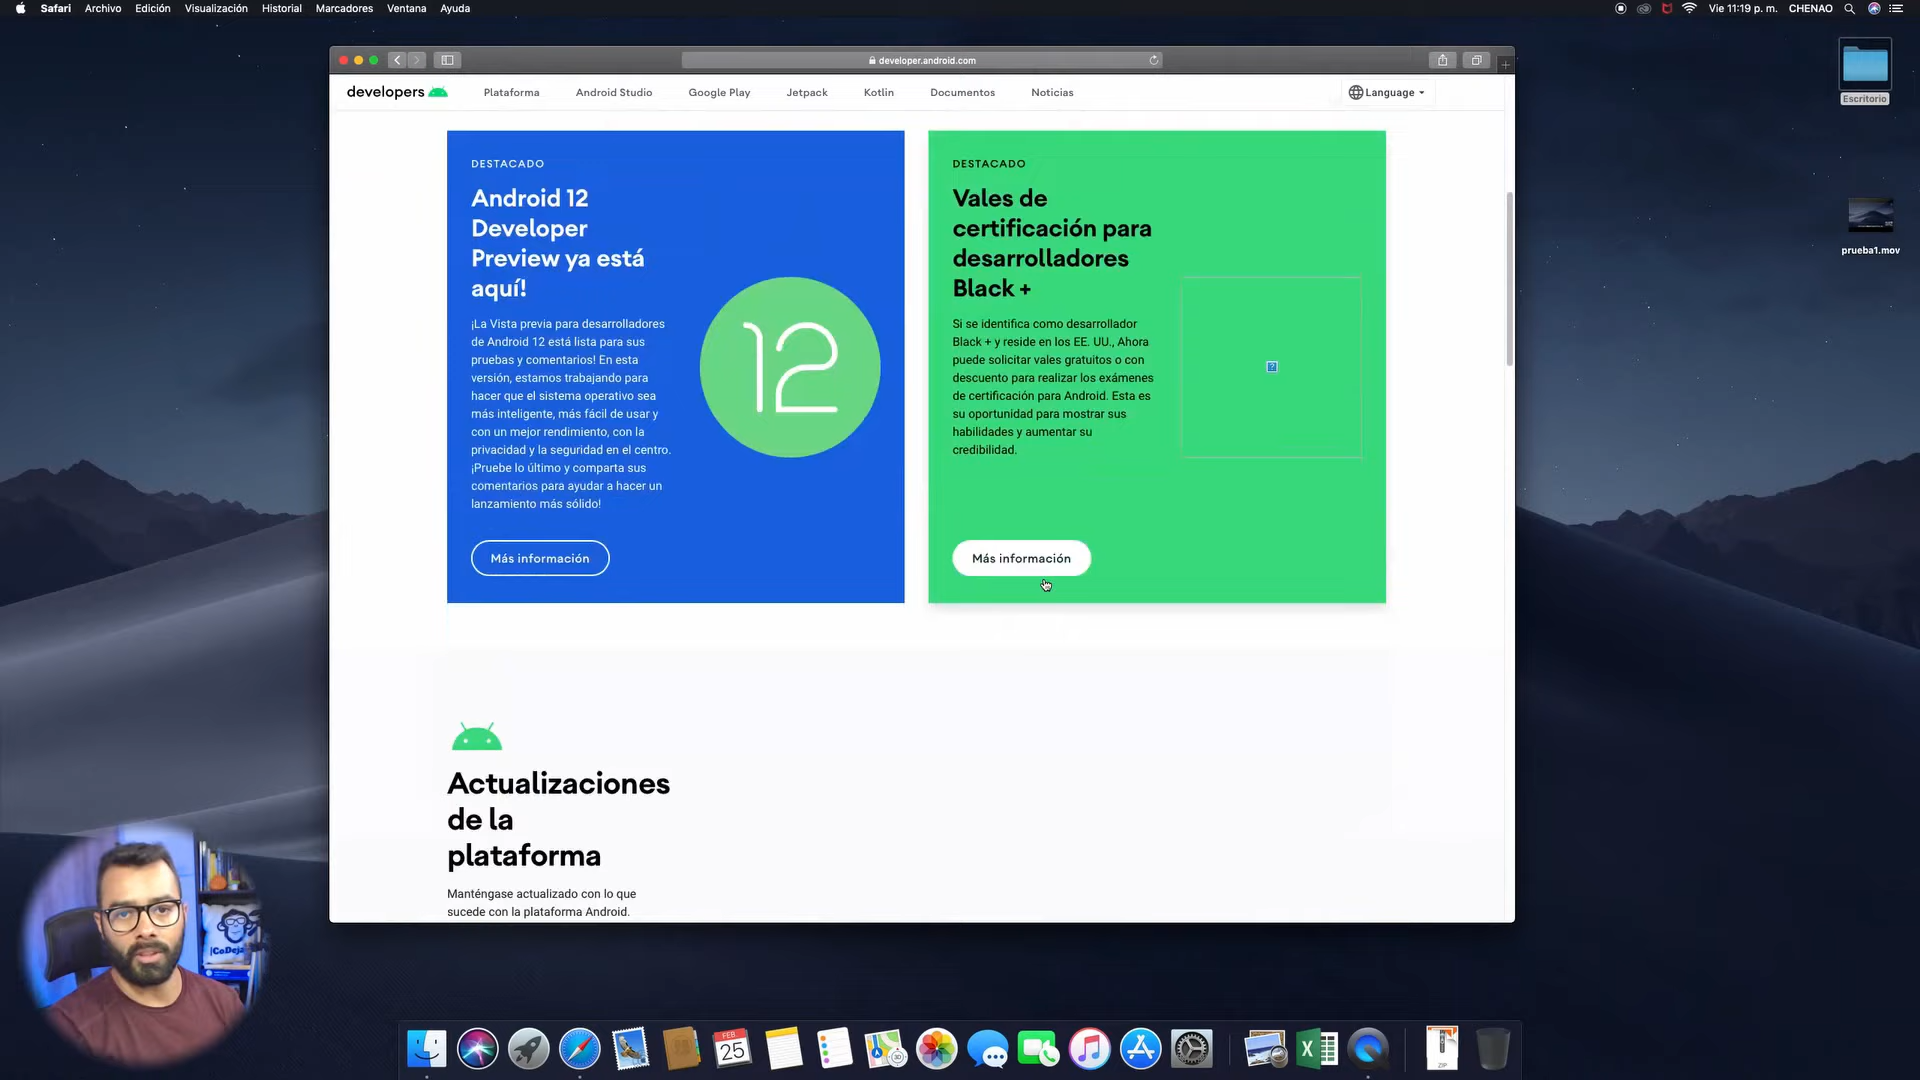 Safari Archivo Edición Visualización Historial Marcadores Ventana Ayuda
Vie 11:19 p. m. CHENAO
developer.android.com
developers Plataforma Android Studio Google Play Jetpack Kotlin Documentos Noticias Language
Escritorio
prueba1.mov
DESTACADO
Android 12
Developer
Preview ya está
aquí!
¡La Vista previa para desarrolladores
de Android 12 está lista para sus
pruebas y comentarios! En esta
versión, estamos trabajando para
hacer que el sistema operativo sea
más inteligente, más fácil de usar y
con un mejor rendimiento, con la
privacidad y la seguridad en el centro.
¡Pruebe lo último y comparta sus
comentarios para ayudar a hacer un
lanzamiento más sólido!
12
Más información
DESTACADO
Vales de
certificación para
desarrolladores
Black +
Si se identifica como desarrollador
Black + y reside en los EE. UU., Ahora
puede solicitar vales gratuitos o con
descuento para realizar los exámenes
de certificación para Android. Esta es
su oportunidad para mostrar sus
habilidades y aumentar su
credibilidad.
?
Más información
Actualizaciones
de la
plataforma
Manténgase actualizado con lo que
sucede con la plataforma Android.
FEB
25
ZIP